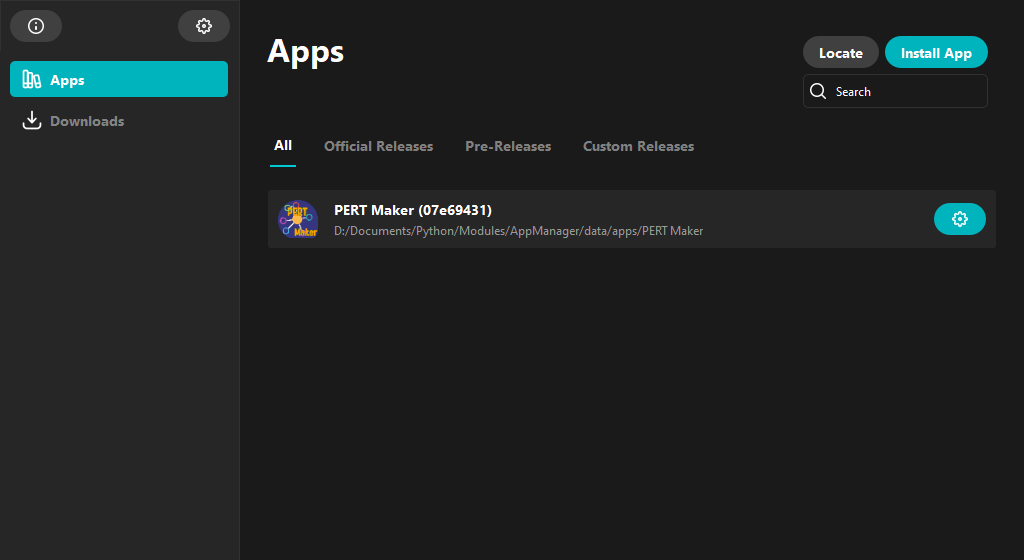 Apps
Locate
Install App
Search
Apps
Downloads
All
Official Releases
Pre-Releases
Custom Releases
PERT
Maker
PERT Maker (07e69431)
D:/Documents/Python/Modules/AppManager/data/apps/PERT Maker